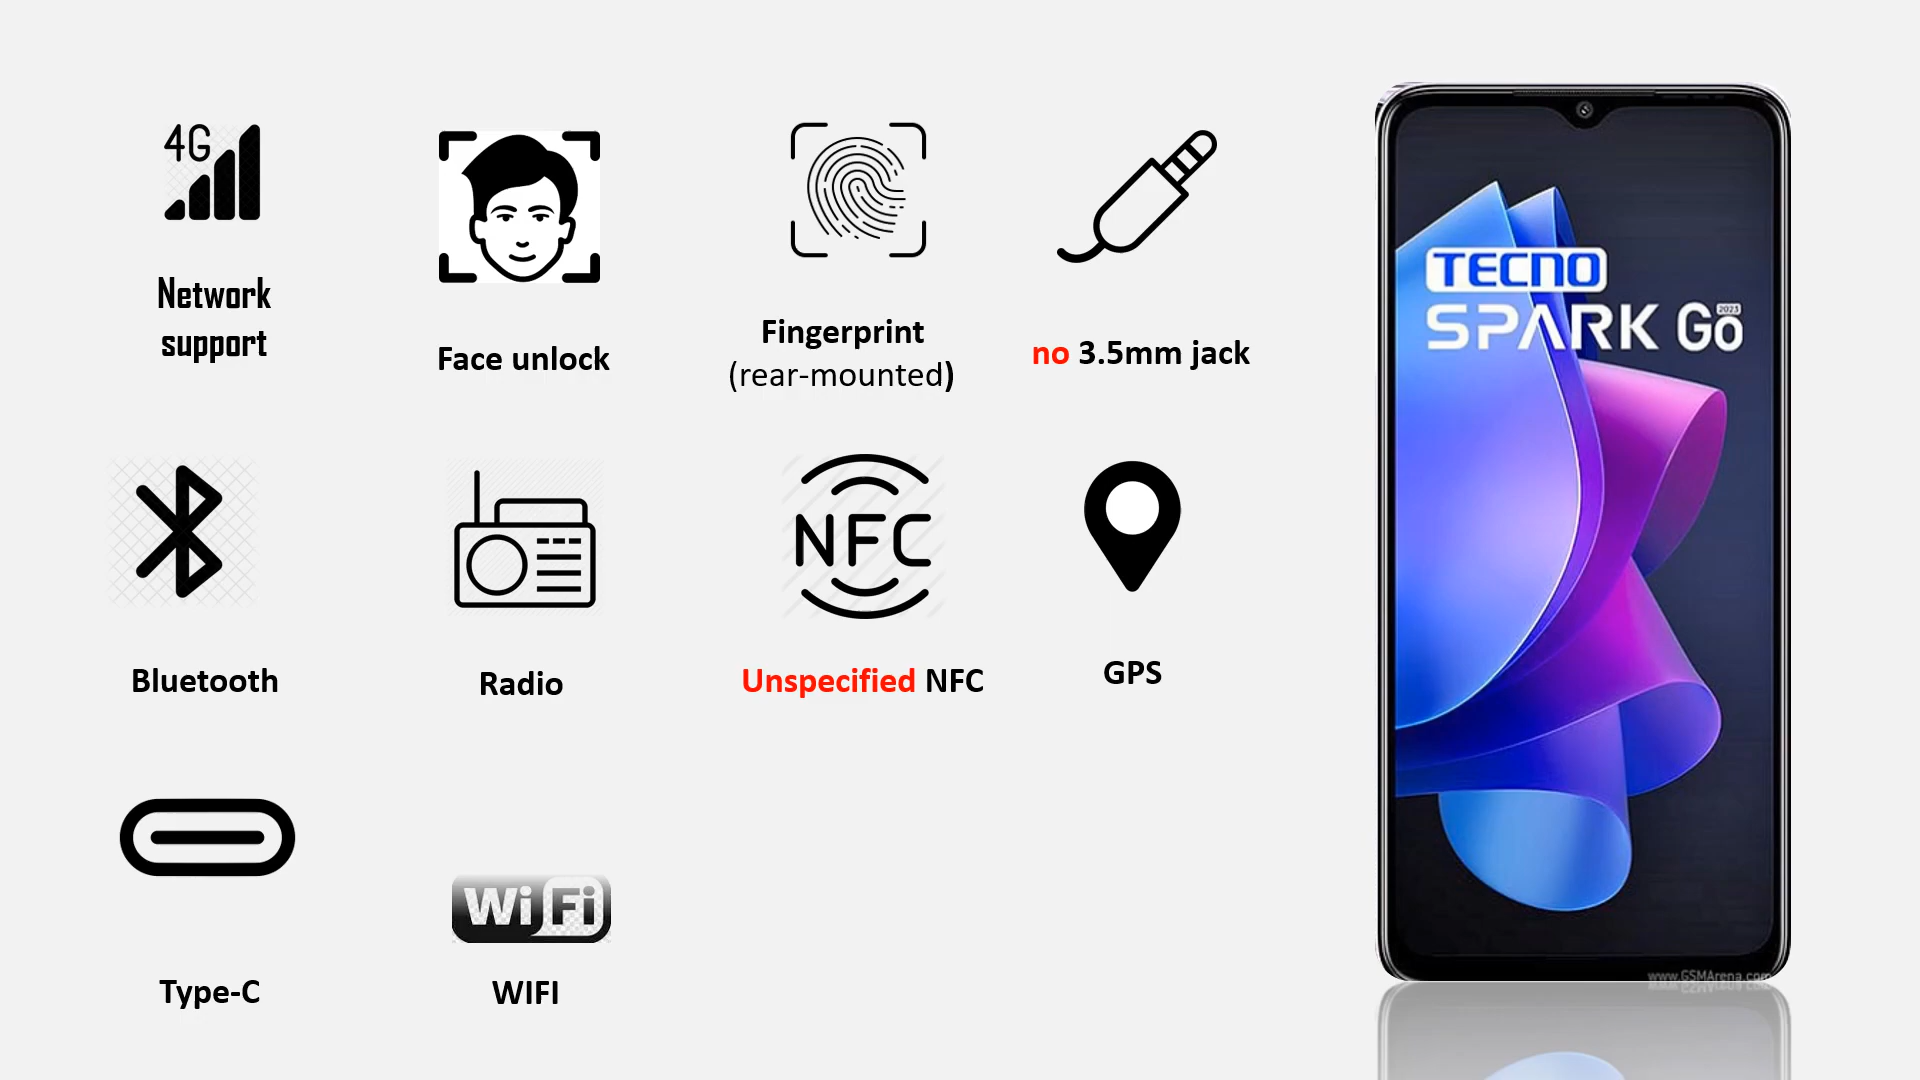 4G
Network
support
Face unlock
Fingerprint
(rear-mounted)
no 3.5mm jack
Bluetooth
Radio
NFC
Unspecified NFC
GPS
Type-C
WiFi
WIFI
TECNO
SPARK Go 2023
www.GSMArena.com